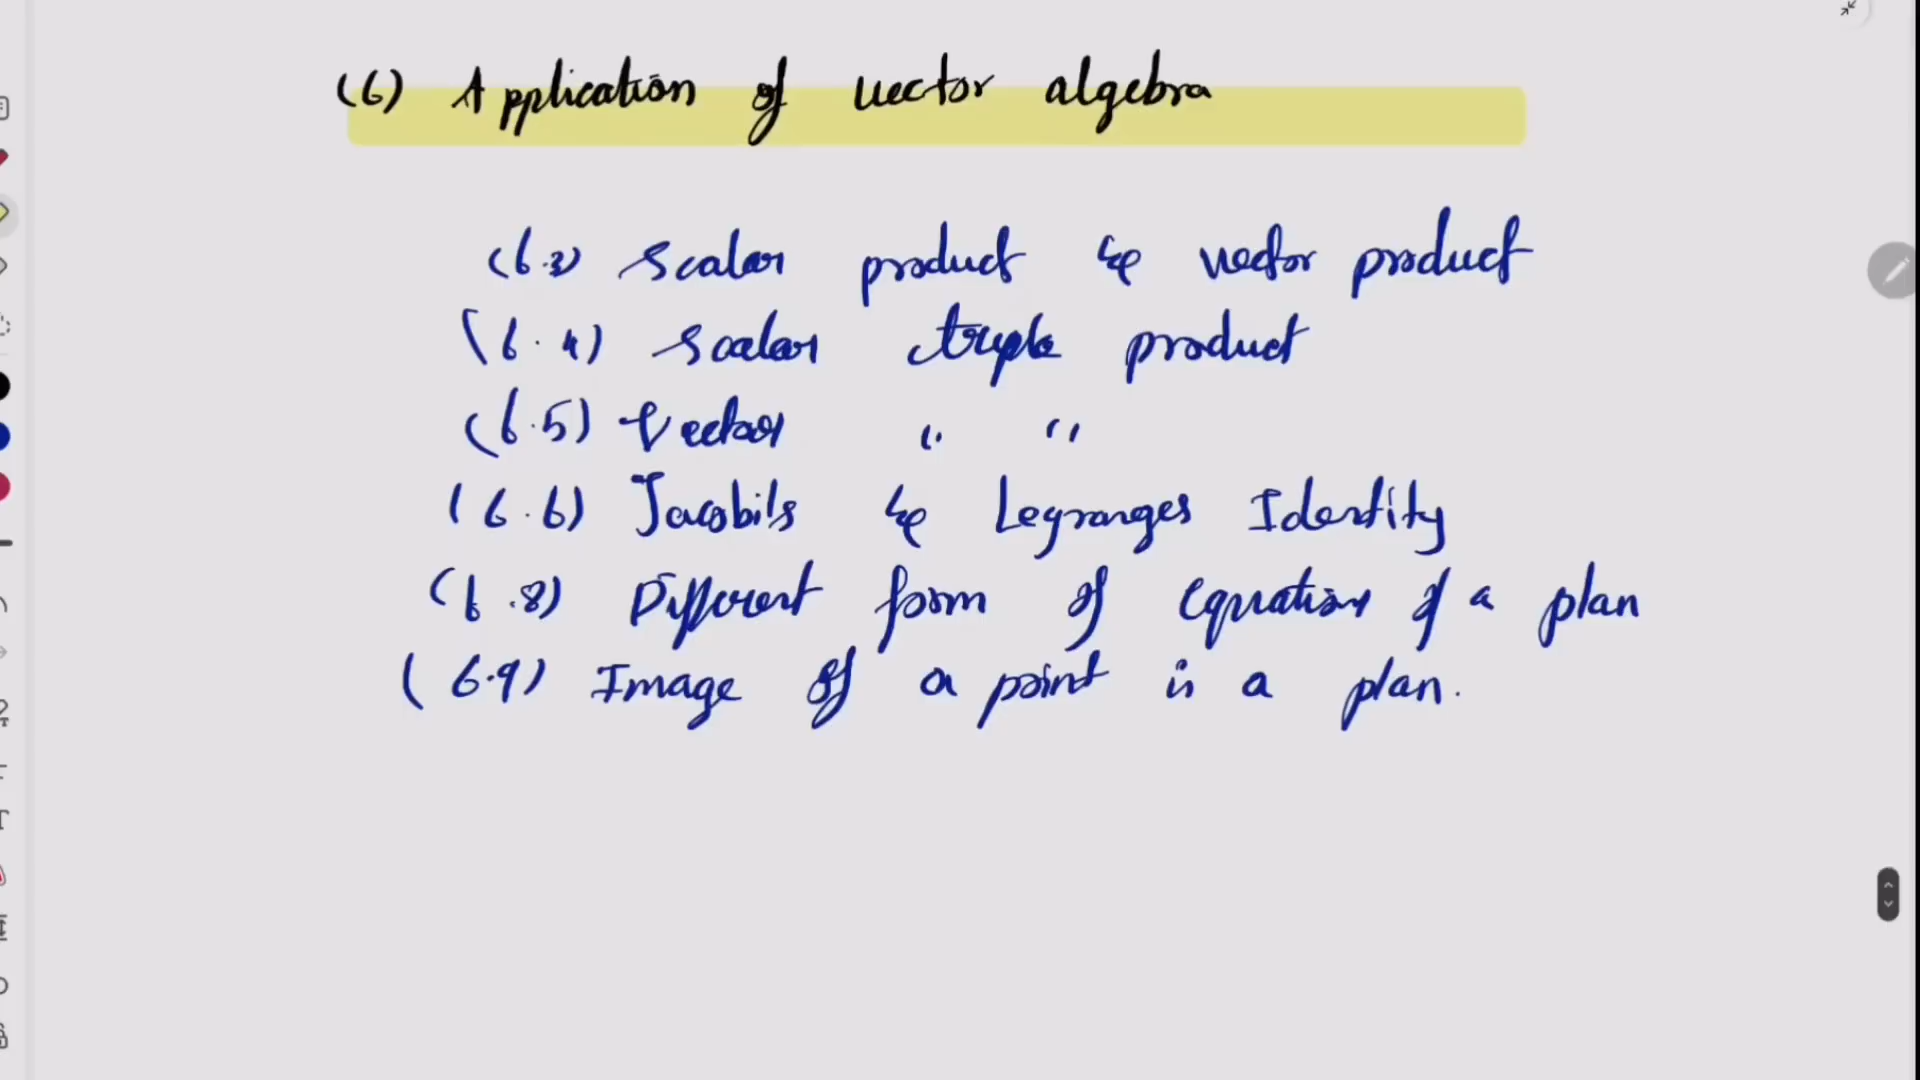 (6) Application of vector algebra
(6.3) Scalar product & vector product
(6.4) Scalar triple product
(6.5) Vector " "
(6.6) Jacobi's & Legranges Identity
(6.8) Different form of equation of a plan
(6.9) Image of a point in a plan.